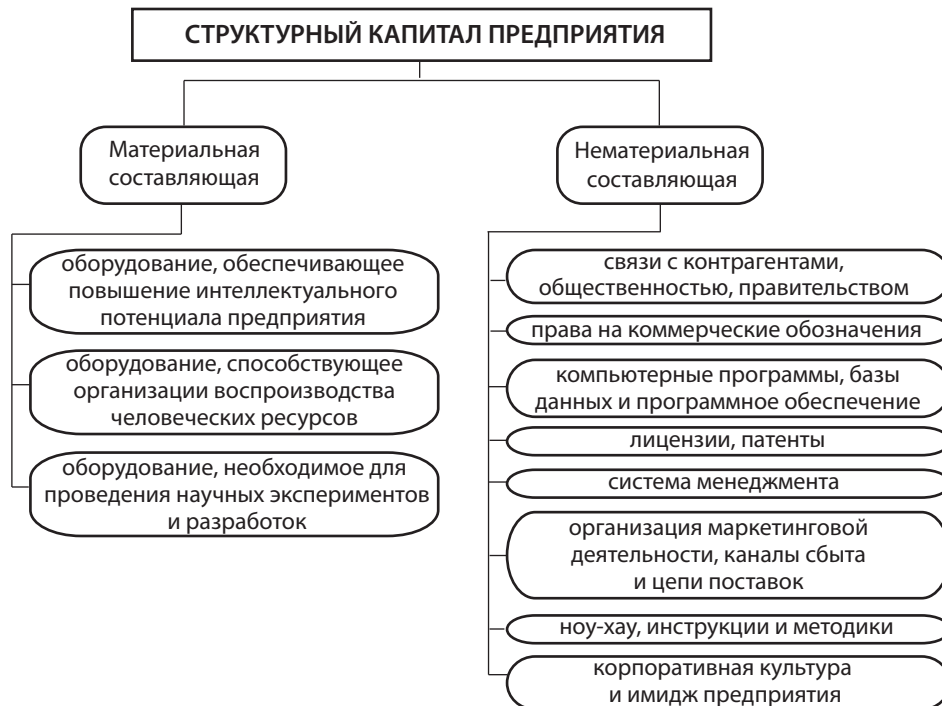 СТРУКТУРНЫЙ КАПИТАЛ ПРЕДПРИЯТИЯ
Материальная
составляющая
оборудование, обеспечивающее
повышение интеллектуального
потенциала предприятия
оборудование, способствующее
организации воспроизводства
человеческих ресурсов
оборудование, необходимое для
проведения научных экспериментов
и разработок
Нематериальная
составляющая
связи с контрагентами,
общественностью, правительством
права на коммерческие обозначения
компьютерные программы, базы
данных и программное обеспечение
лицензии, патенты
система менеджмента
организация маркетинговой
деятельности, каналы сбыта
и цепи поставок
ноу-хау, инструкции и методики
корпоративная культура
и имидж предприятия